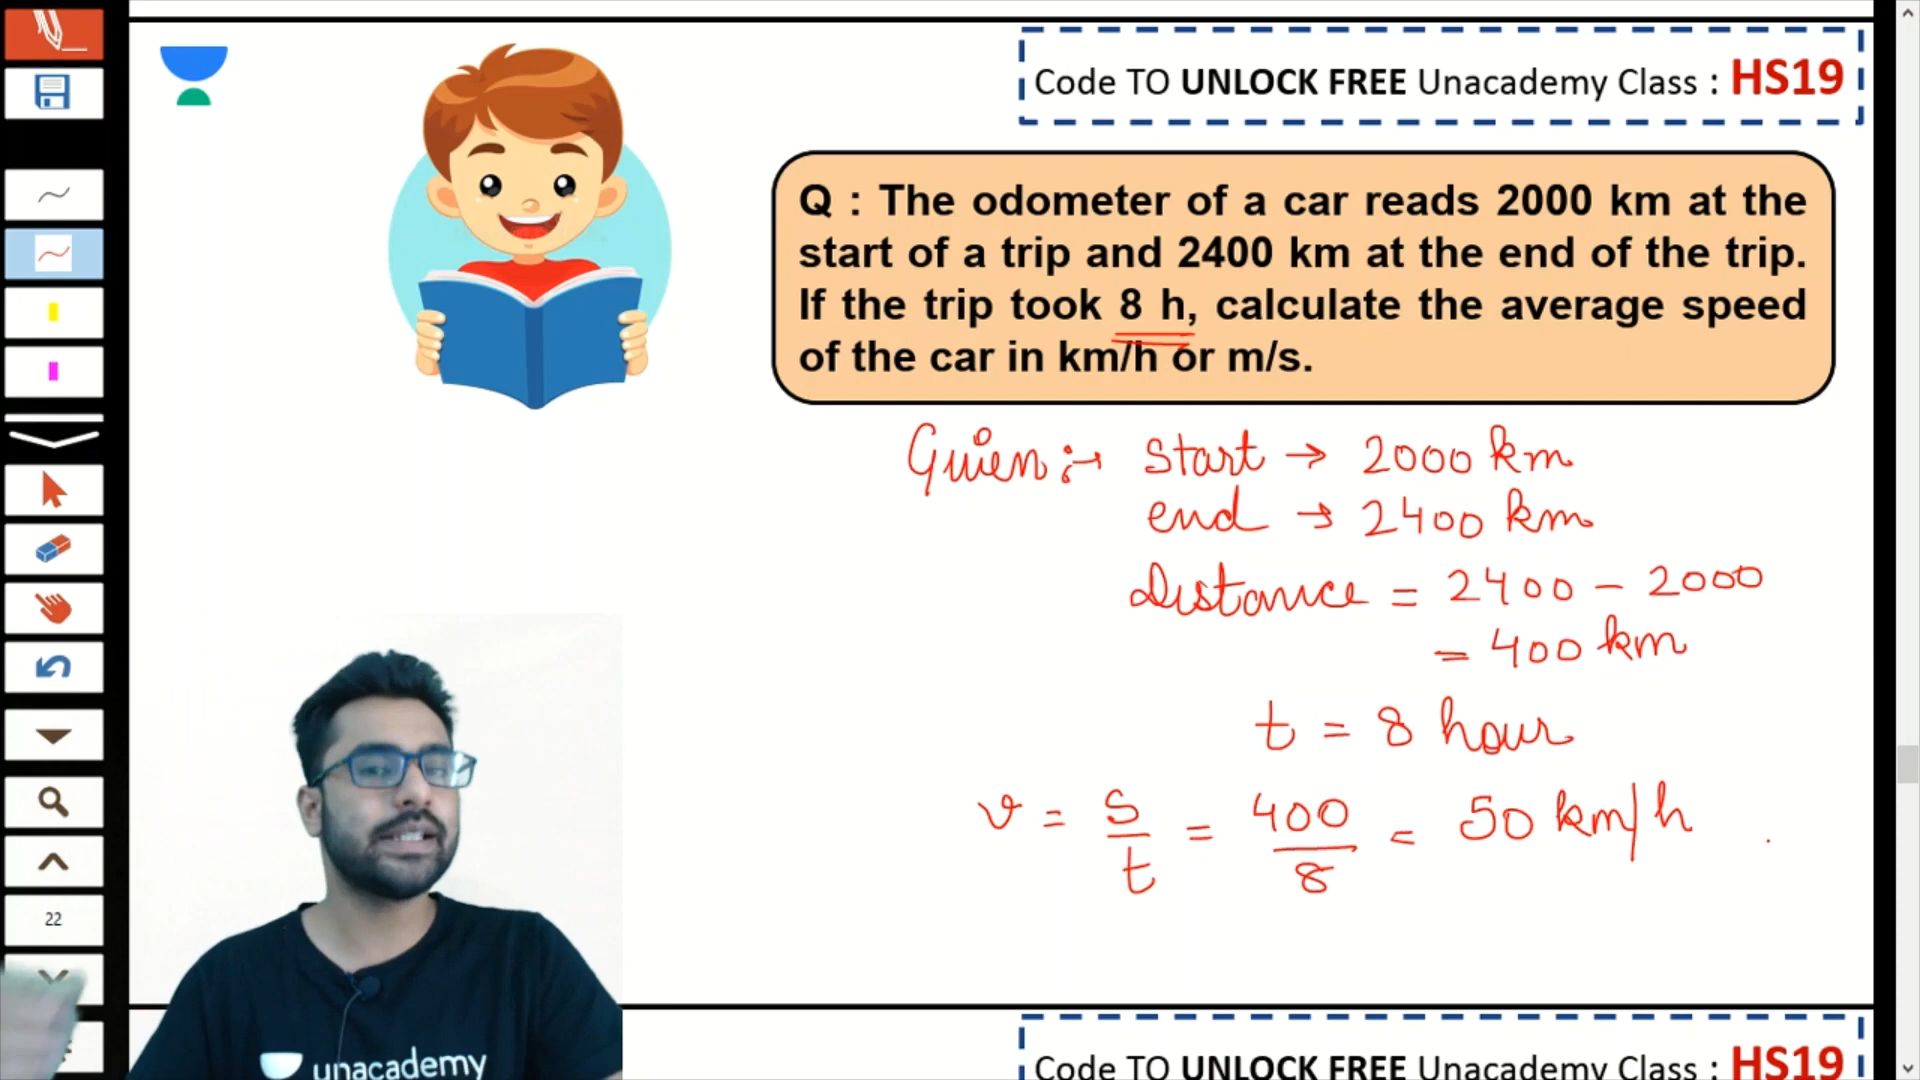 Code TO UNLOCK FREE Unacademy Class : HS19
Q : The odometer of a car reads 2000 km at the
start of a trip and 2400 km at the end of the trip.
If the trip took 8 h, calculate the average speed
of the car in km/h or m/s.
Given :→ start → 2000 km
end → 2400 km
Distance = 2400 - 2000
= 400 km
t = 8 hour
v = s/t = 400/8 = 50 km/h
22
unacademy
Code TO UNLOCK FREE Unacademy Class : HS19